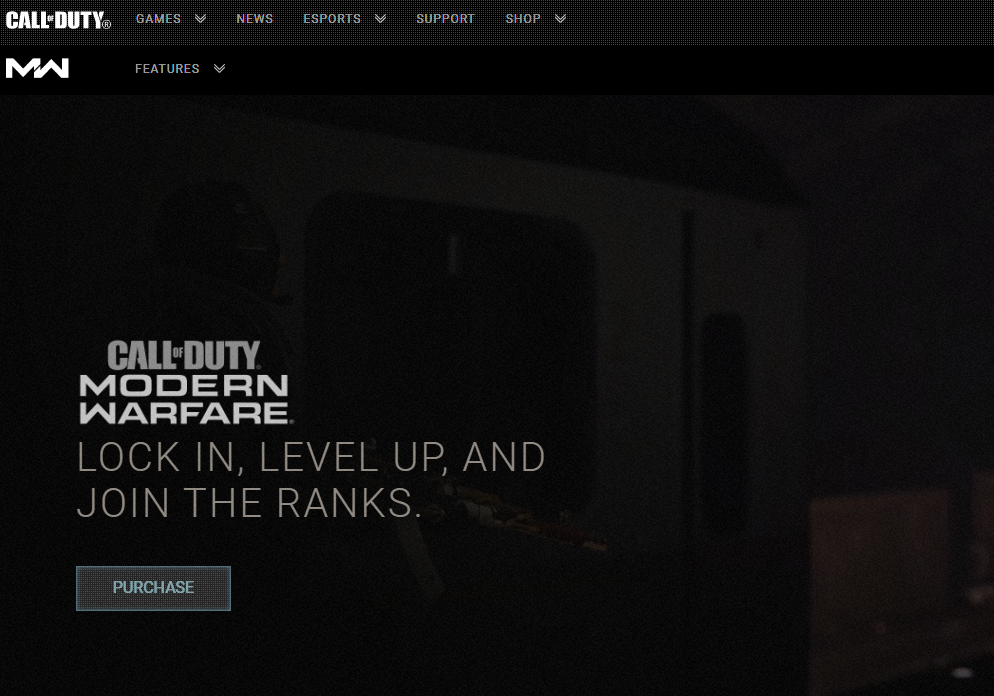 CALL OF DUTY® GAMES NEWS ESPORTS SUPPORT SHOP
MW FEATURES
CALL OF DUTY®
MODERN
WARFARE®
LOCK IN, LEVEL UP, AND
JOIN THE RANKS.
PURCHASE